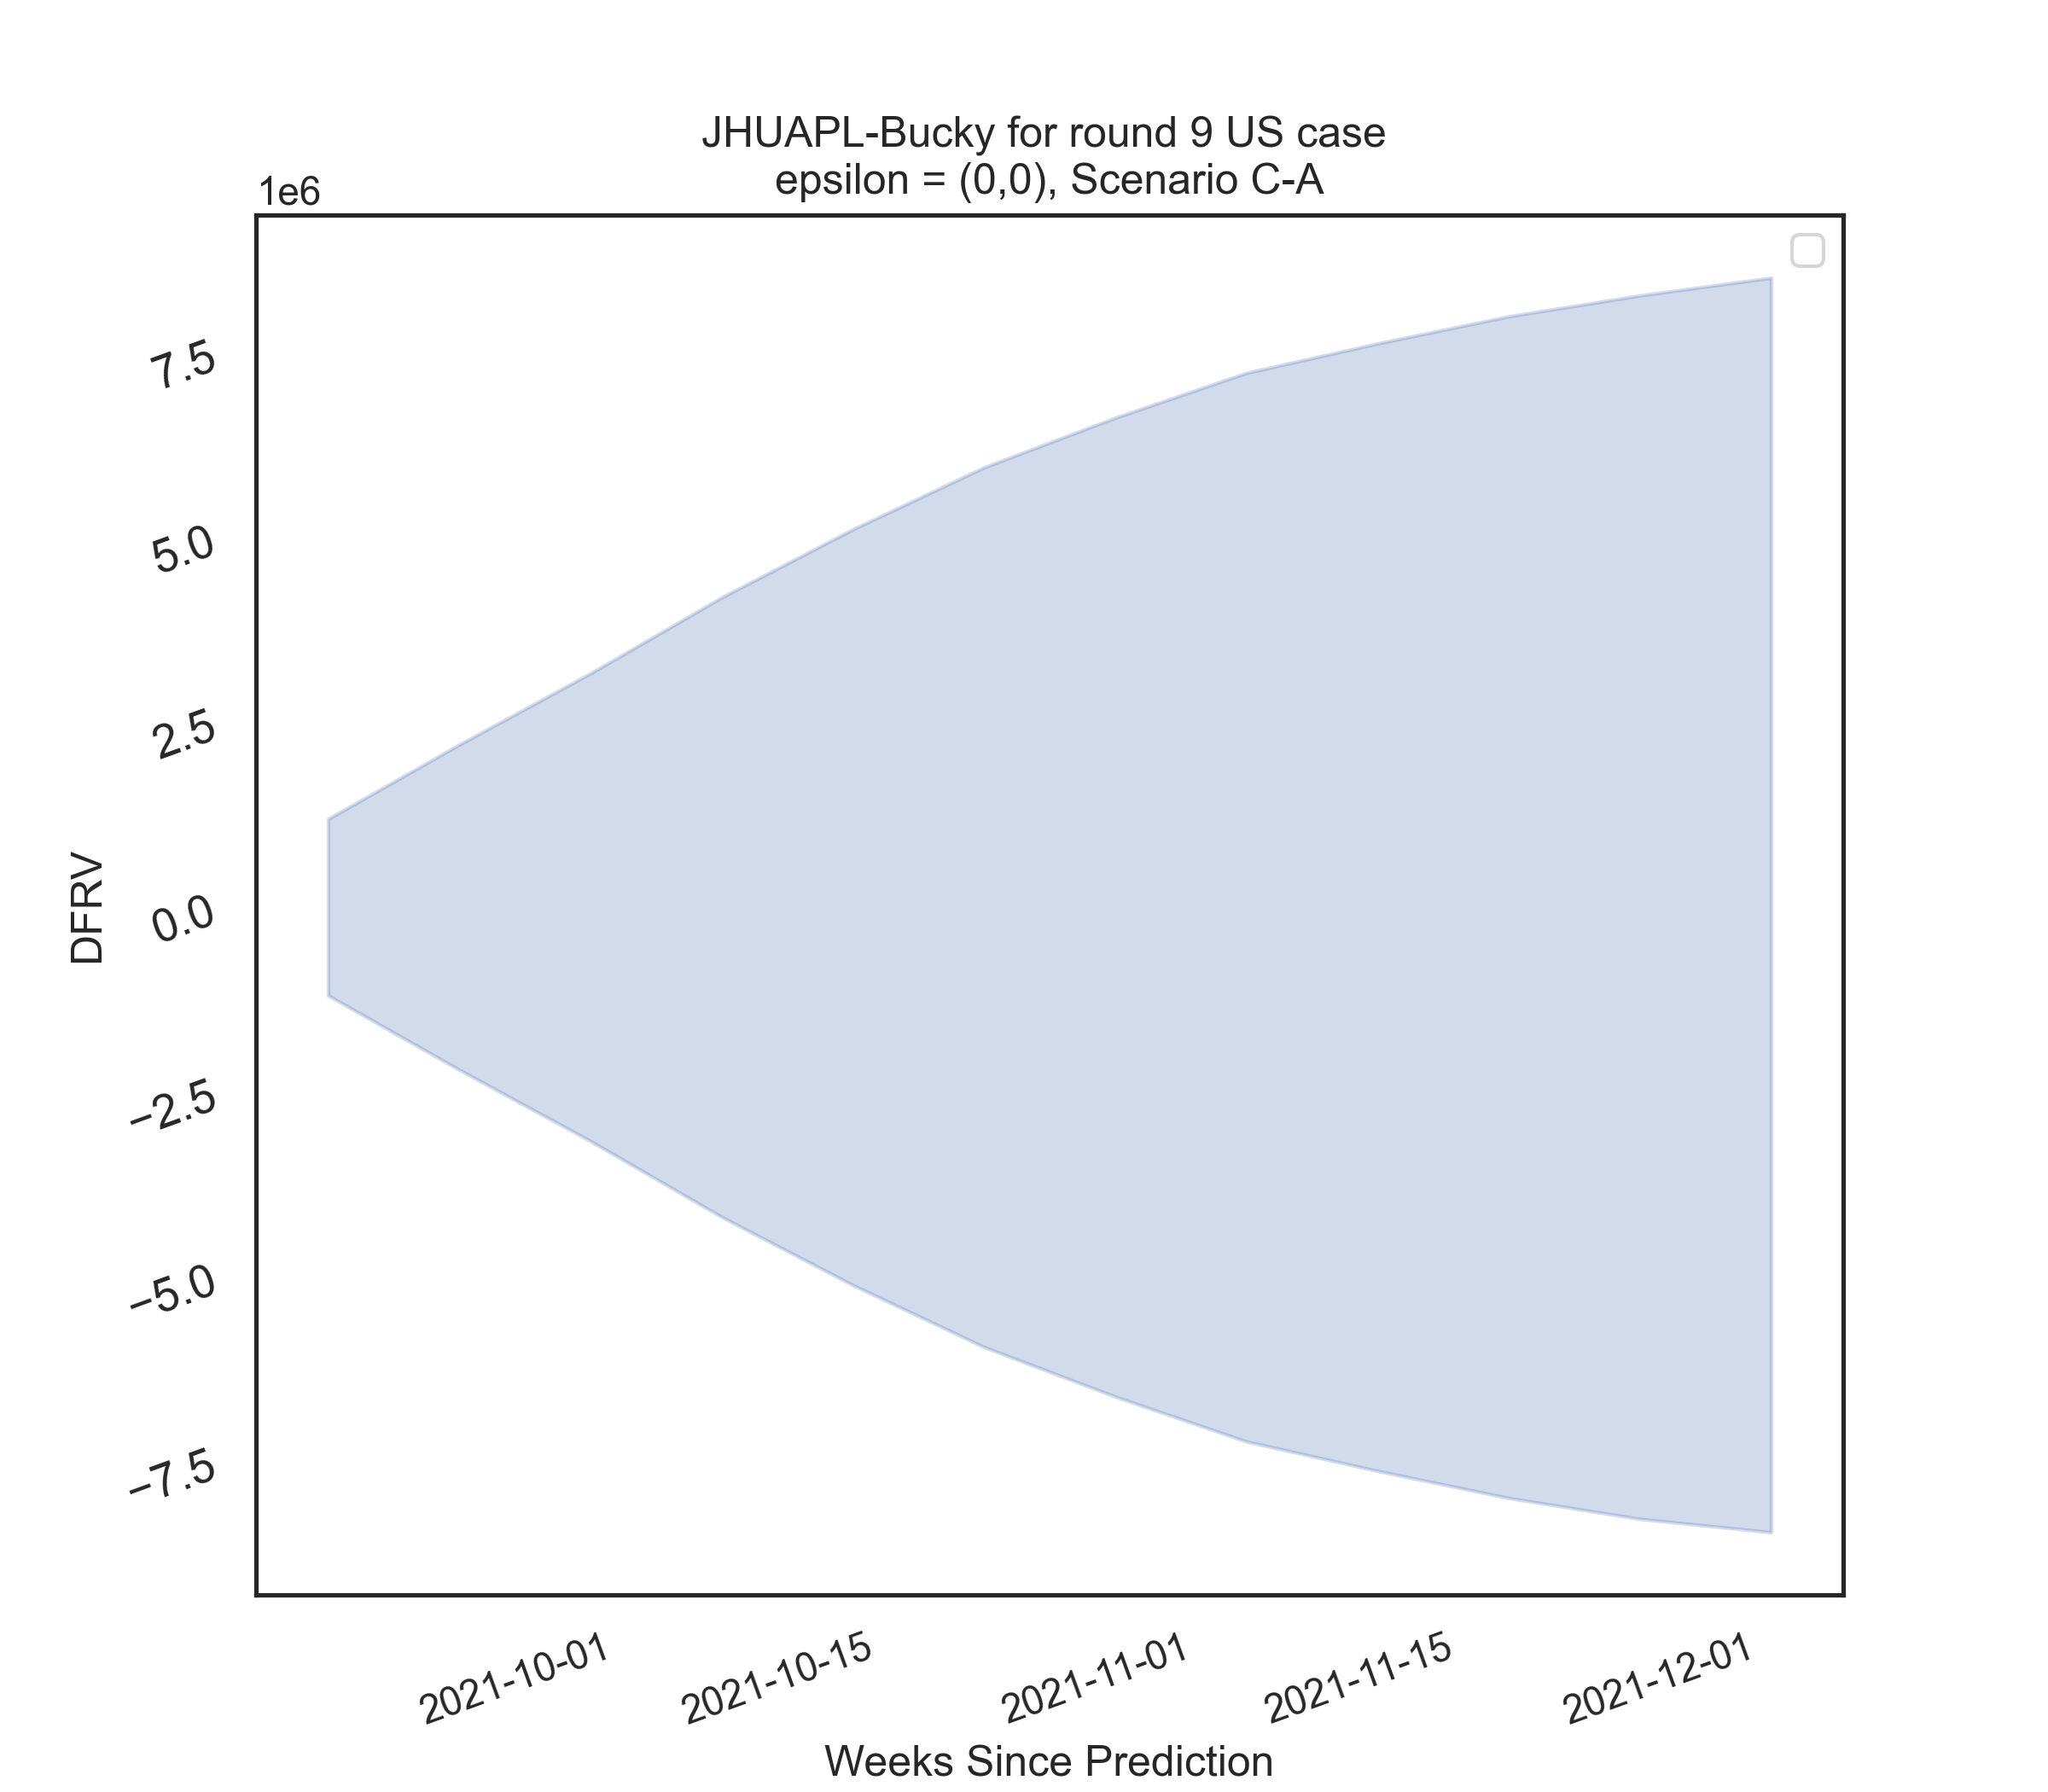 JHUAPL-Bucky for round 9 US case
epsilon = (0,0), Scenario C-A
1e6
7.5
5.0
2.5
0.0
−2.5
−5.0
−7.5
DFRV
2021-10-01
2021-10-15
2021-11-01
2021-11-15
2021-12-01
Weeks Since Prediction